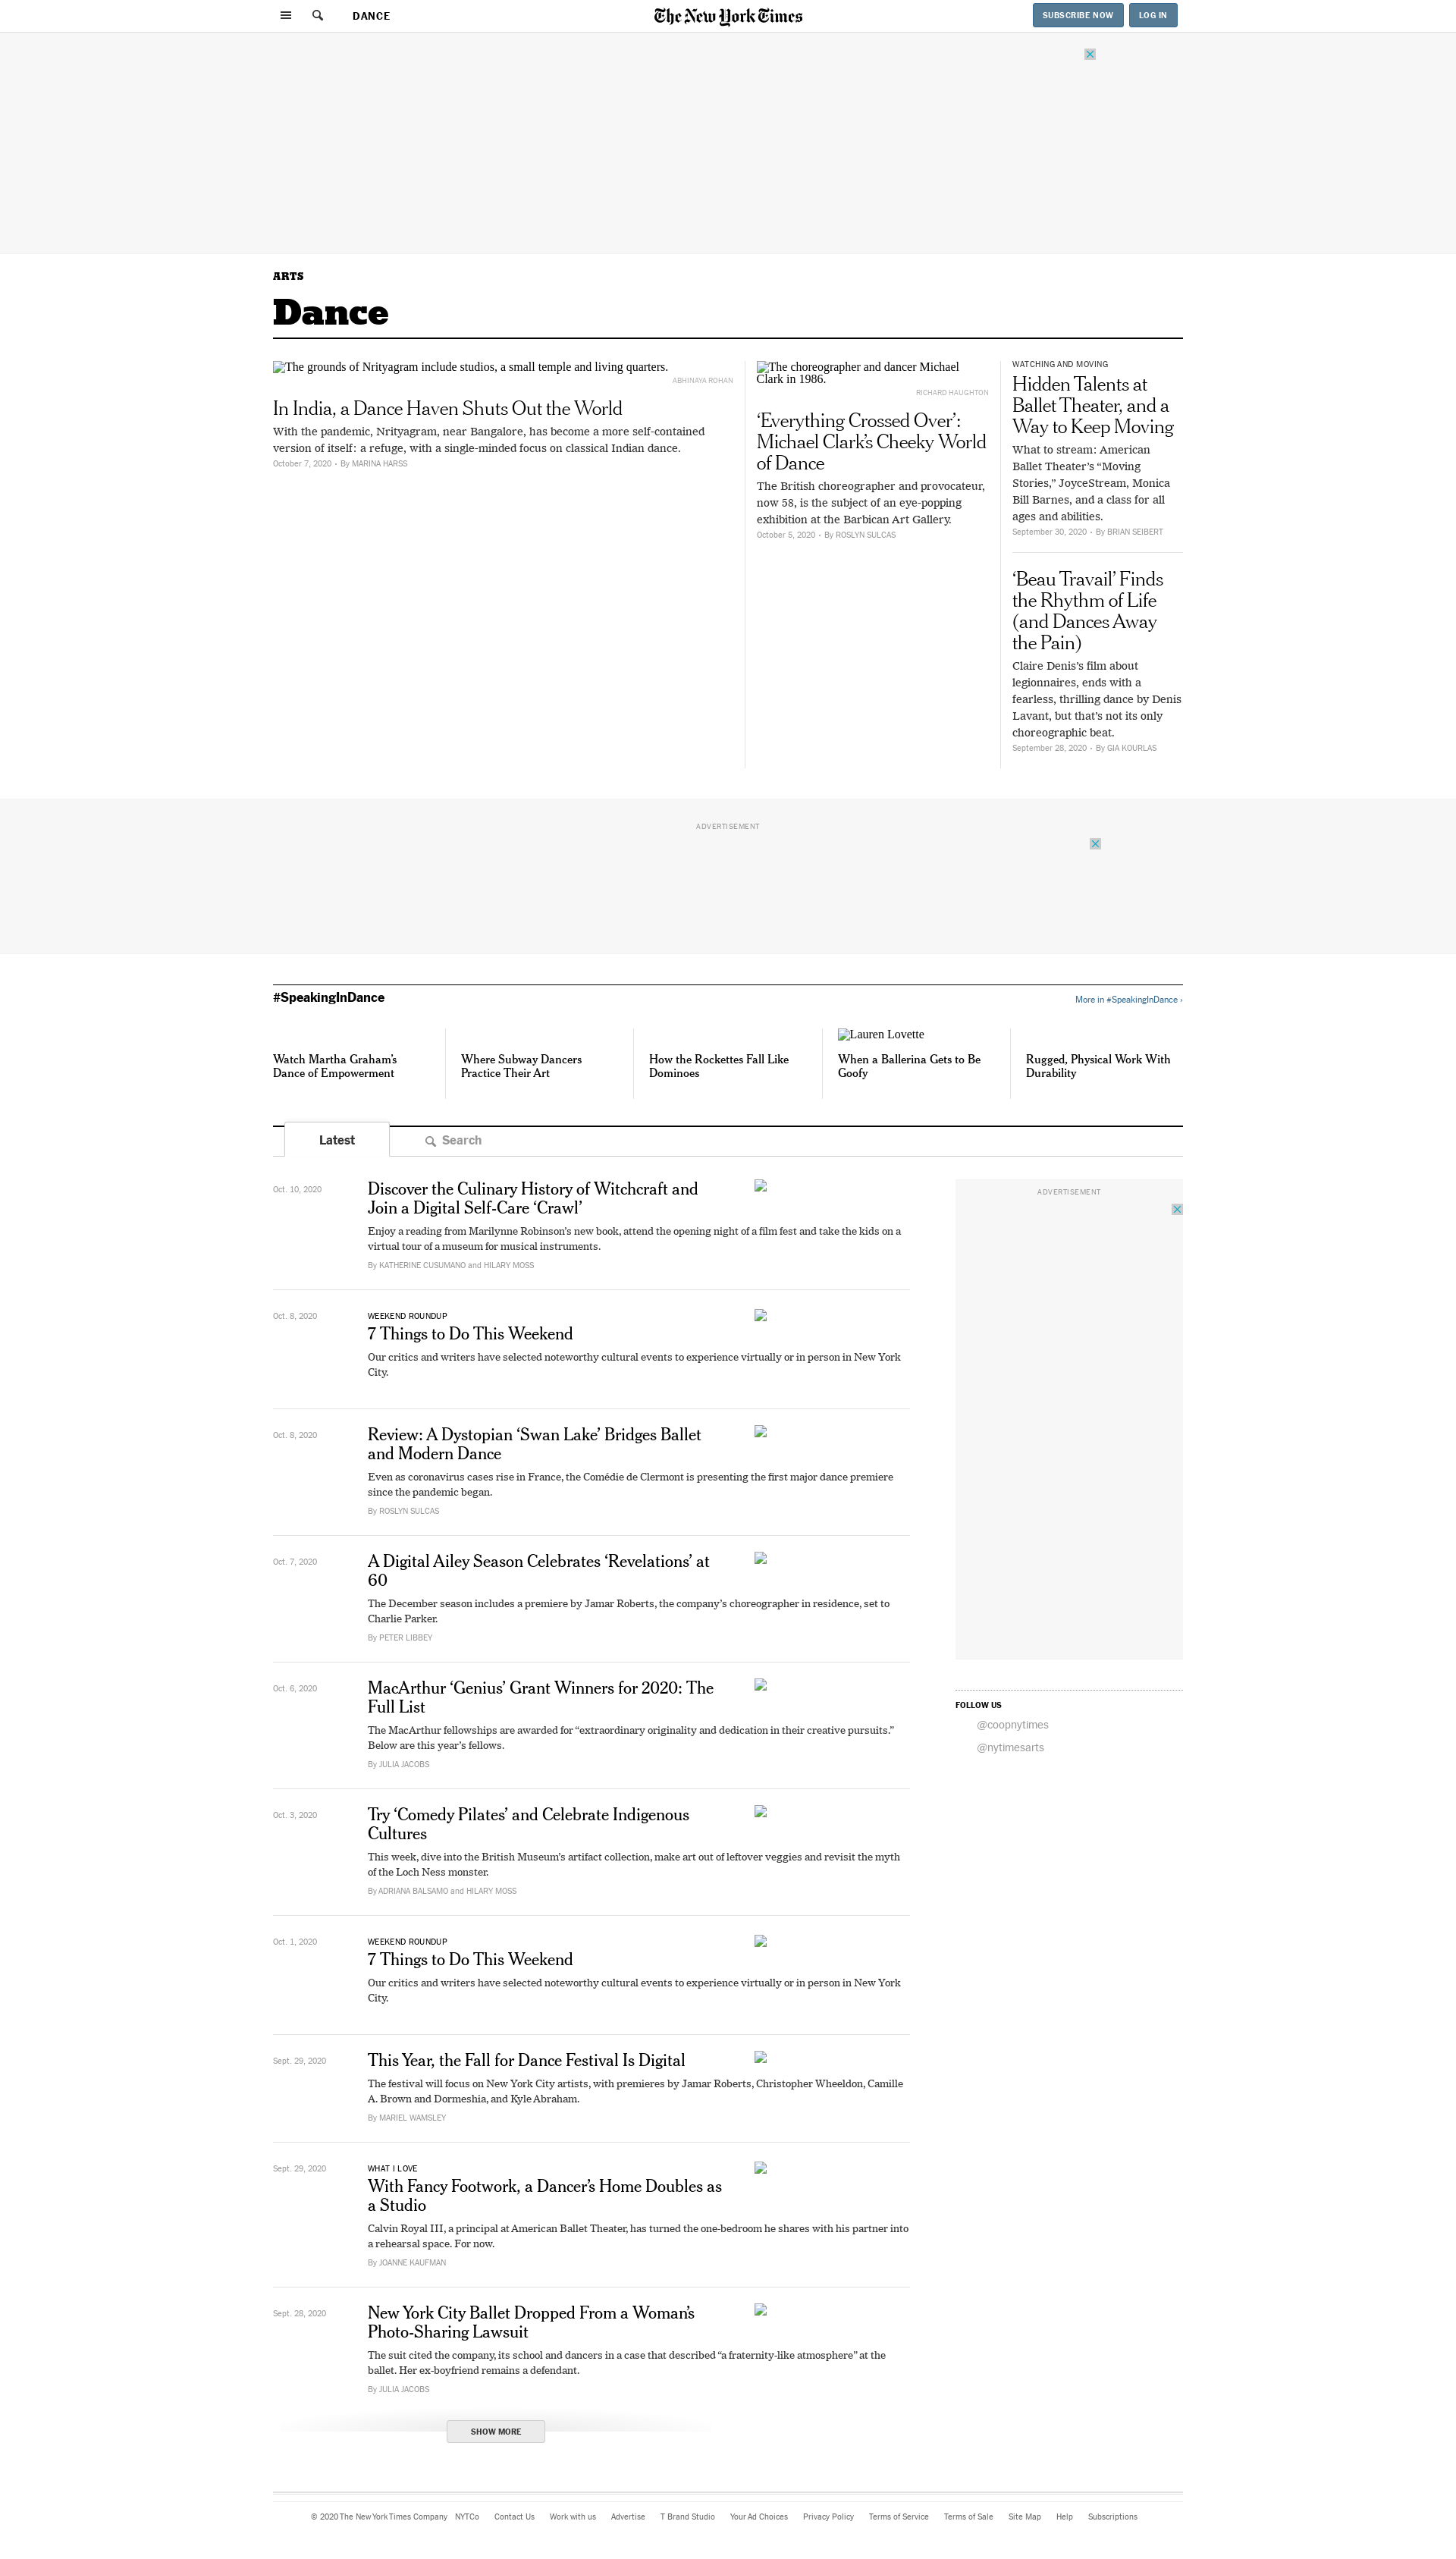 DANCE
The New York Times
SUBSCRIBE NOW
LOG IN
ARTS
Dance
The grounds of Nrityagram include studios, a small temple and living quarters.
ABHINAYA ROHAN
In India, a Dance Haven Shuts Out the World
With the pandemic, Nrityagram, near Bangalore, has become a more self-contained
version of itself: a refuge, with a single-minded focus on classical Indian dance.
October 7, 2020 · By MARINA HARSS
The choreographer and dancer Michael
Clark in 1986.
RICHARD HAUGHTON
‘Everything Crossed Over’:
Michael Clark’s Cheeky World
of Dance
The British choreographer and provocateur,
now 58, is the subject of an eye-popping
exhibition at the Barbican Art Gallery.
October 5, 2020 · By ROSLYN SULCAS
WATCHING AND MOVING
Hidden Talents at
Ballet Theater, and a
Way to Keep Moving
What to stream: American
Ballet Theater’s “Moving
Stories,” JoyceStream, Monica
Bill Barnes, and a class for all
ages and abilities.
September 30, 2020 · By BRIAN SEIBERT
‘Beau Travail’ Finds
the Rhythm of Life
(and Dances Away
the Pain)
Claire Denis’s film about
legionnaires, ends with a
fearless, thrilling dance by Denis
Lavant, but that’s not its only
choreographic beat.
September 28, 2020 · By GIA KOURLAS
ADVERTISEMENT
#SpeakingInDance
More in #SpeakingInDance ›
Watch Martha Graham’s
Dance of Empowerment
Where Subway Dancers
Practice Their Art
How the Rockettes Fall Like
Dominoes
Lauren Lovette
When a Ballerina Gets to Be
Goofy
Rugged, Physical Work With
Durability
Latest
Search
Oct. 10, 2020
Discover the Culinary History of Witchcraft and
Join a Digital Self-Care ‘Crawl’
Enjoy a reading from Marilynne Robinson’s new book, attend the opening night of a film fest and take the kids on a
virtual tour of a museum for musical instruments.
By KATHERINE CUSUMANO and HILARY MOSS
Oct. 8, 2020
WEEKEND ROUNDUP
7 Things to Do This Weekend
Our critics and writers have selected noteworthy cultural events to experience virtually or in person in New York
City.
Oct. 8, 2020
Review: A Dystopian ‘Swan Lake’ Bridges Ballet
and Modern Dance
Even as coronavirus cases rise in France, the Comédie de Clermont is presenting the first major dance premiere
since the pandemic began.
By ROSLYN SULCAS
Oct. 7, 2020
A Digital Ailey Season Celebrates ‘Revelations’ at
60
The December season includes a premiere by Jamar Roberts, the company’s choreographer in residence, set to
Charlie Parker.
By PETER LIBBEY
Oct. 6, 2020
MacArthur ‘Genius’ Grant Winners for 2020: The
Full List
The MacArthur fellowships are awarded for “extraordinary originality and dedication in their creative pursuits.”
Below are this year’s fellows.
By JULIA JACOBS
Oct. 3, 2020
Try ‘Comedy Pilates’ and Celebrate Indigenous
Cultures
This week, dive into the British Museum’s artifact collection, make art out of leftover veggies and revisit the myth
of the Loch Ness monster.
By ADRIANA BALSAMO and HILARY MOSS
Oct. 1, 2020
WEEKEND ROUNDUP
7 Things to Do This Weekend
Our critics and writers have selected noteworthy cultural events to experience virtually or in person in New York
City.
Sept. 29, 2020
This Year, the Fall for Dance Festival Is Digital
The festival will focus on New York City artists, with premieres by Jamar Roberts, Christopher Wheeldon, Camille
A. Brown and Dormeshia, and Kyle Abraham.
By MARIEL WAMSLEY
Sept. 29, 2020
WHAT I LOVE
With Fancy Footwork, a Dancer’s Home Doubles as
a Studio
Calvin Royal III, a principal at American Ballet Theater, has turned the one-bedroom he shares with his partner into
a rehearsal space. For now.
By JOANNE KAUFMAN
Sept. 28, 2020
New York City Ballet Dropped From a Woman’s
Photo-Sharing Lawsuit
The suit cited the company, its school and dancers in a case that described “a fraternity-like atmosphere” at the
ballet. Her ex-boyfriend remains a defendant.
By JULIA JACOBS
SHOW MORE
ADVERTISEMENT
FOLLOW US
@coopnytimes
@nytimesarts
© 2020 The New York Times Company NYTCo Contact Us Work with us Advertise T Brand Studio Your Ad Choices Privacy Policy Terms of Service Terms of Sale Site Map Help Subscriptions